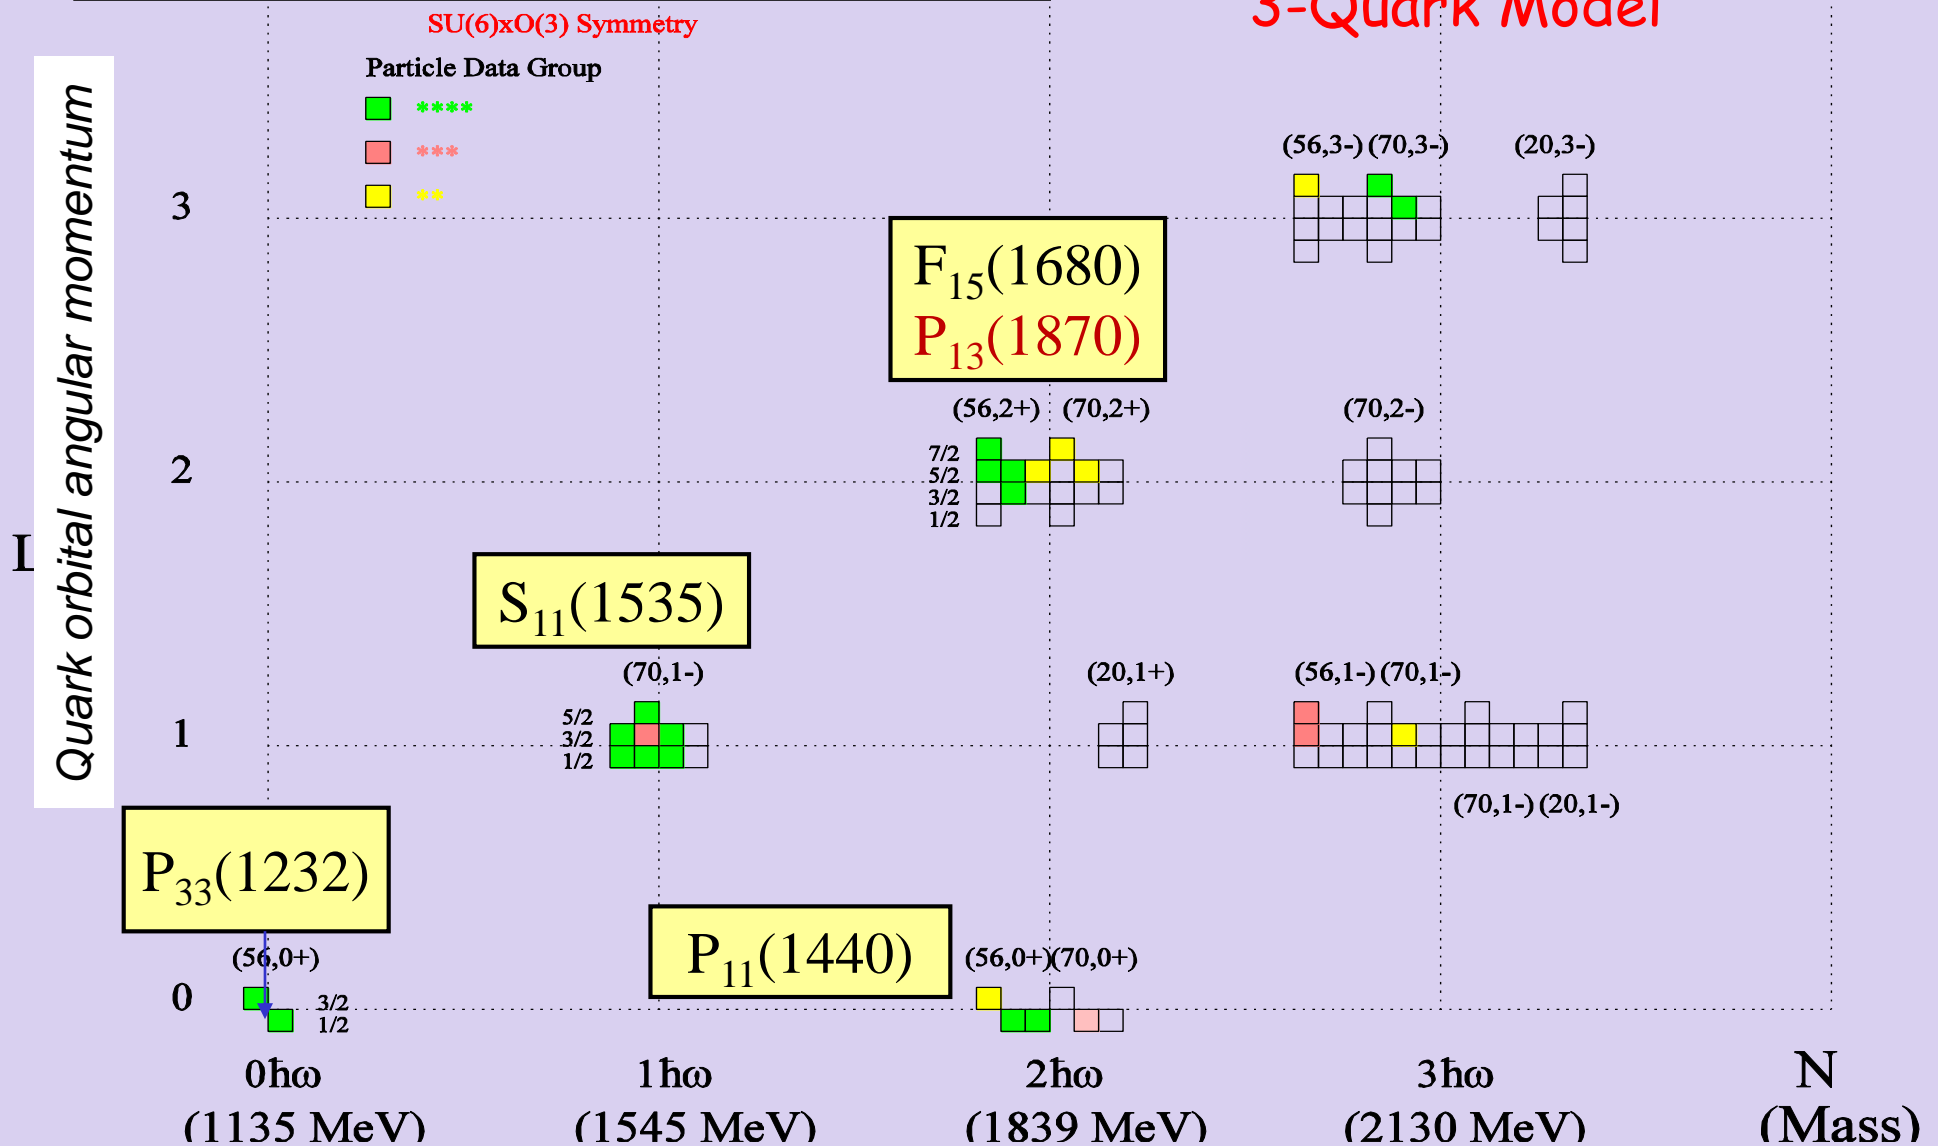 3-Quark Model
SU(6)xO(3) Symmetry
Particle Data Group
****
***
**
Quark orbital angular momentum
L
3
(56,3-) (70,3-) (20,3-)
F15(1680)
P13(1870)
2
(56,2+) (70,2+) (70,2-)
7/2
5/2
3/2
1/2
S11(1535)
1
(70,1-) (20,1+) (56,1-) (70,1-)
5/2
3/2
1/2
(70,1-) (20,1-)
P33(1232)
P11(1440)
0
(56,0+) (56,0+) (70,0+)
3/2
1/2
0ħω 1ħω 2ħω 3ħω N
(1135 MeV) (1545 MeV) (1839 MeV) (2130 MeV) (Mass)